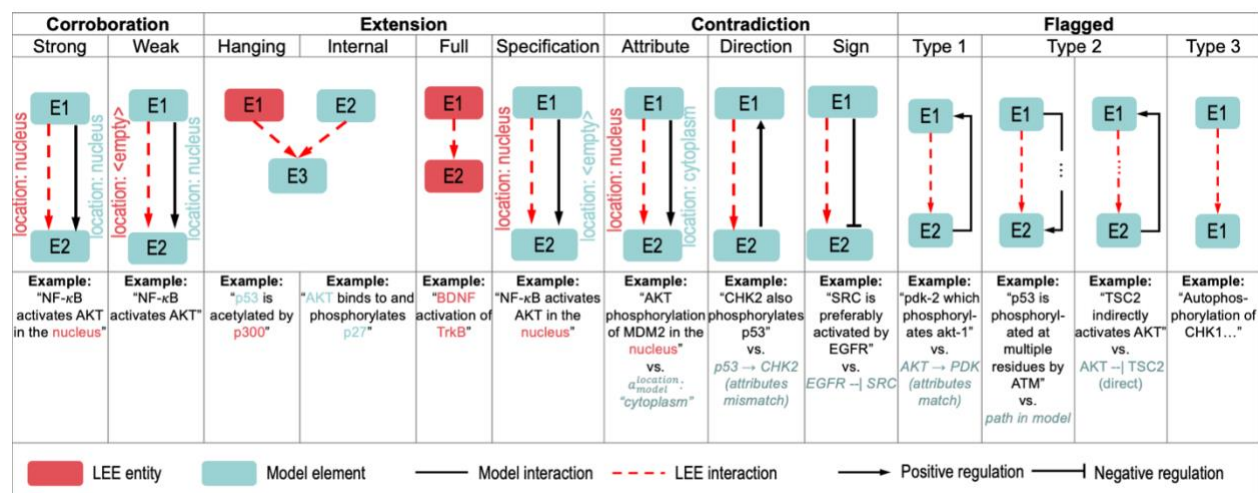 Corroboration Extension Contradiction Flagged
Strong Weak Hanging Internal Full Specification Attribute Direction Sign Type 1 Type 2 Type 3
location: nucleus
E1
E2
location: nucleus
location: <empty>
E1
E2
location: nucleus
E1
E2
E3
E1
E2
location: nucleus
E1
E2
location: <empty>
location: nucleus
E1
E2
location: cytoplasm
E1
E2
E1
E2
E1
E2
E1
...
E2
E1
...
E2
E1
E1
Example:
"NF-κB
activates AKT
in the nucleus"
Example:
"NF-κB
activates AKT"
Example:
"p53 is
acetylated by
p300"
Example:
"AKT binds to and
phosphorylates
p27"
Example:
"BDNF
activation of
TrkB"
Example:
"NF-κB activates
AKT in the
nucleus"
Example:
"AKT
phosphorylation
of MDM2 in the
nucleus"
vs.
a_model^location:
"cytoplasm"
Example:
"CHK2 also
phosphorylates
p53"
vs.
p53 → CHK2
(attributes
mismatch)
Example:
"SRC is
preferably
activated by
EGFR"
vs.
EGFR --| SRC
Example:
"pdk-2 which
phosphoryl-
ates akt-1"
vs.
AKT → PDK
(attributes
match)
Example:
"p53 is
phosphoryl-
ated at
multiple
residues by
ATM"
vs.
path in model
Example:
"TSC2
indirectly
activates AKT"
vs.
AKT --| TSC2
(direct)
Example:
"Autophos-
phorylation of
CHK1…"
LEE entity Model element Model interaction LEE interaction Positive regulation Negative regulation